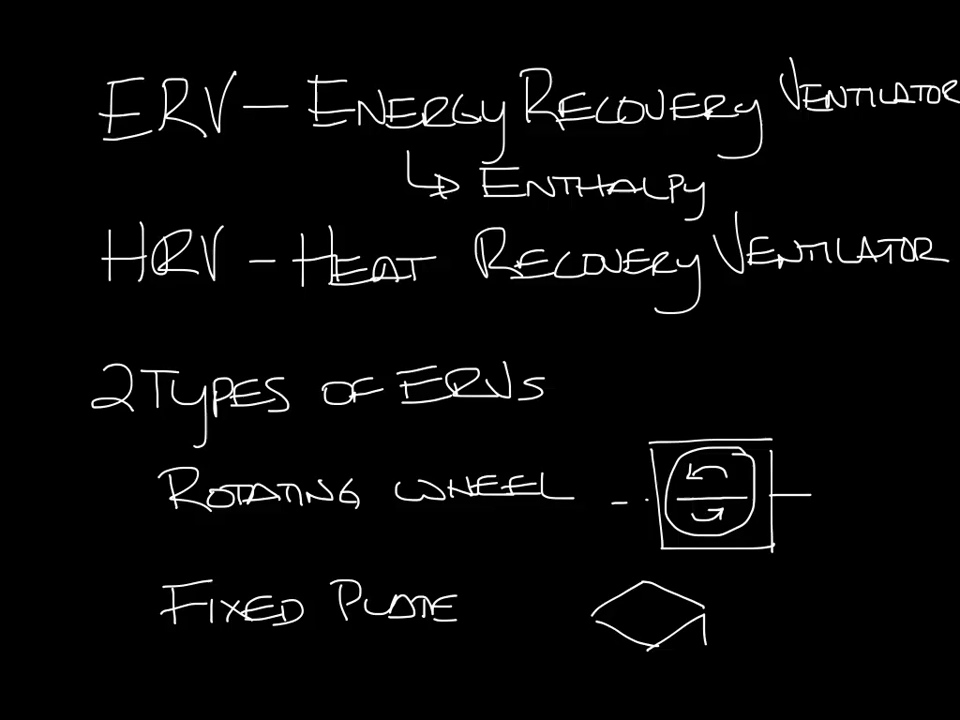 ERV - ENERGY RECOVERY VENTILATOR
↳ ENTHALPY
HRV - HEAT RECOVERY VENTILATOR
2 TYPES OF ERVs
ROTATING WHEEL
FIXED PLATE